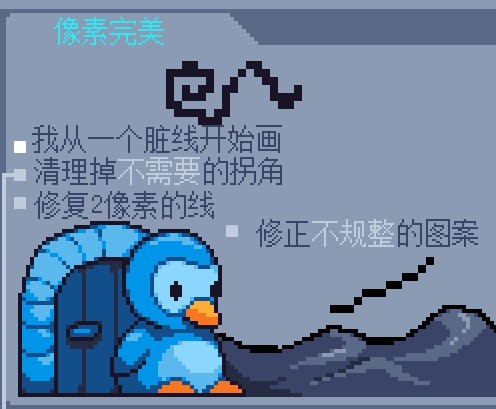 像素完美
我从一个脏线开始画
清理掉不需要的拐角
修复2像素的线
修正不规整的图案